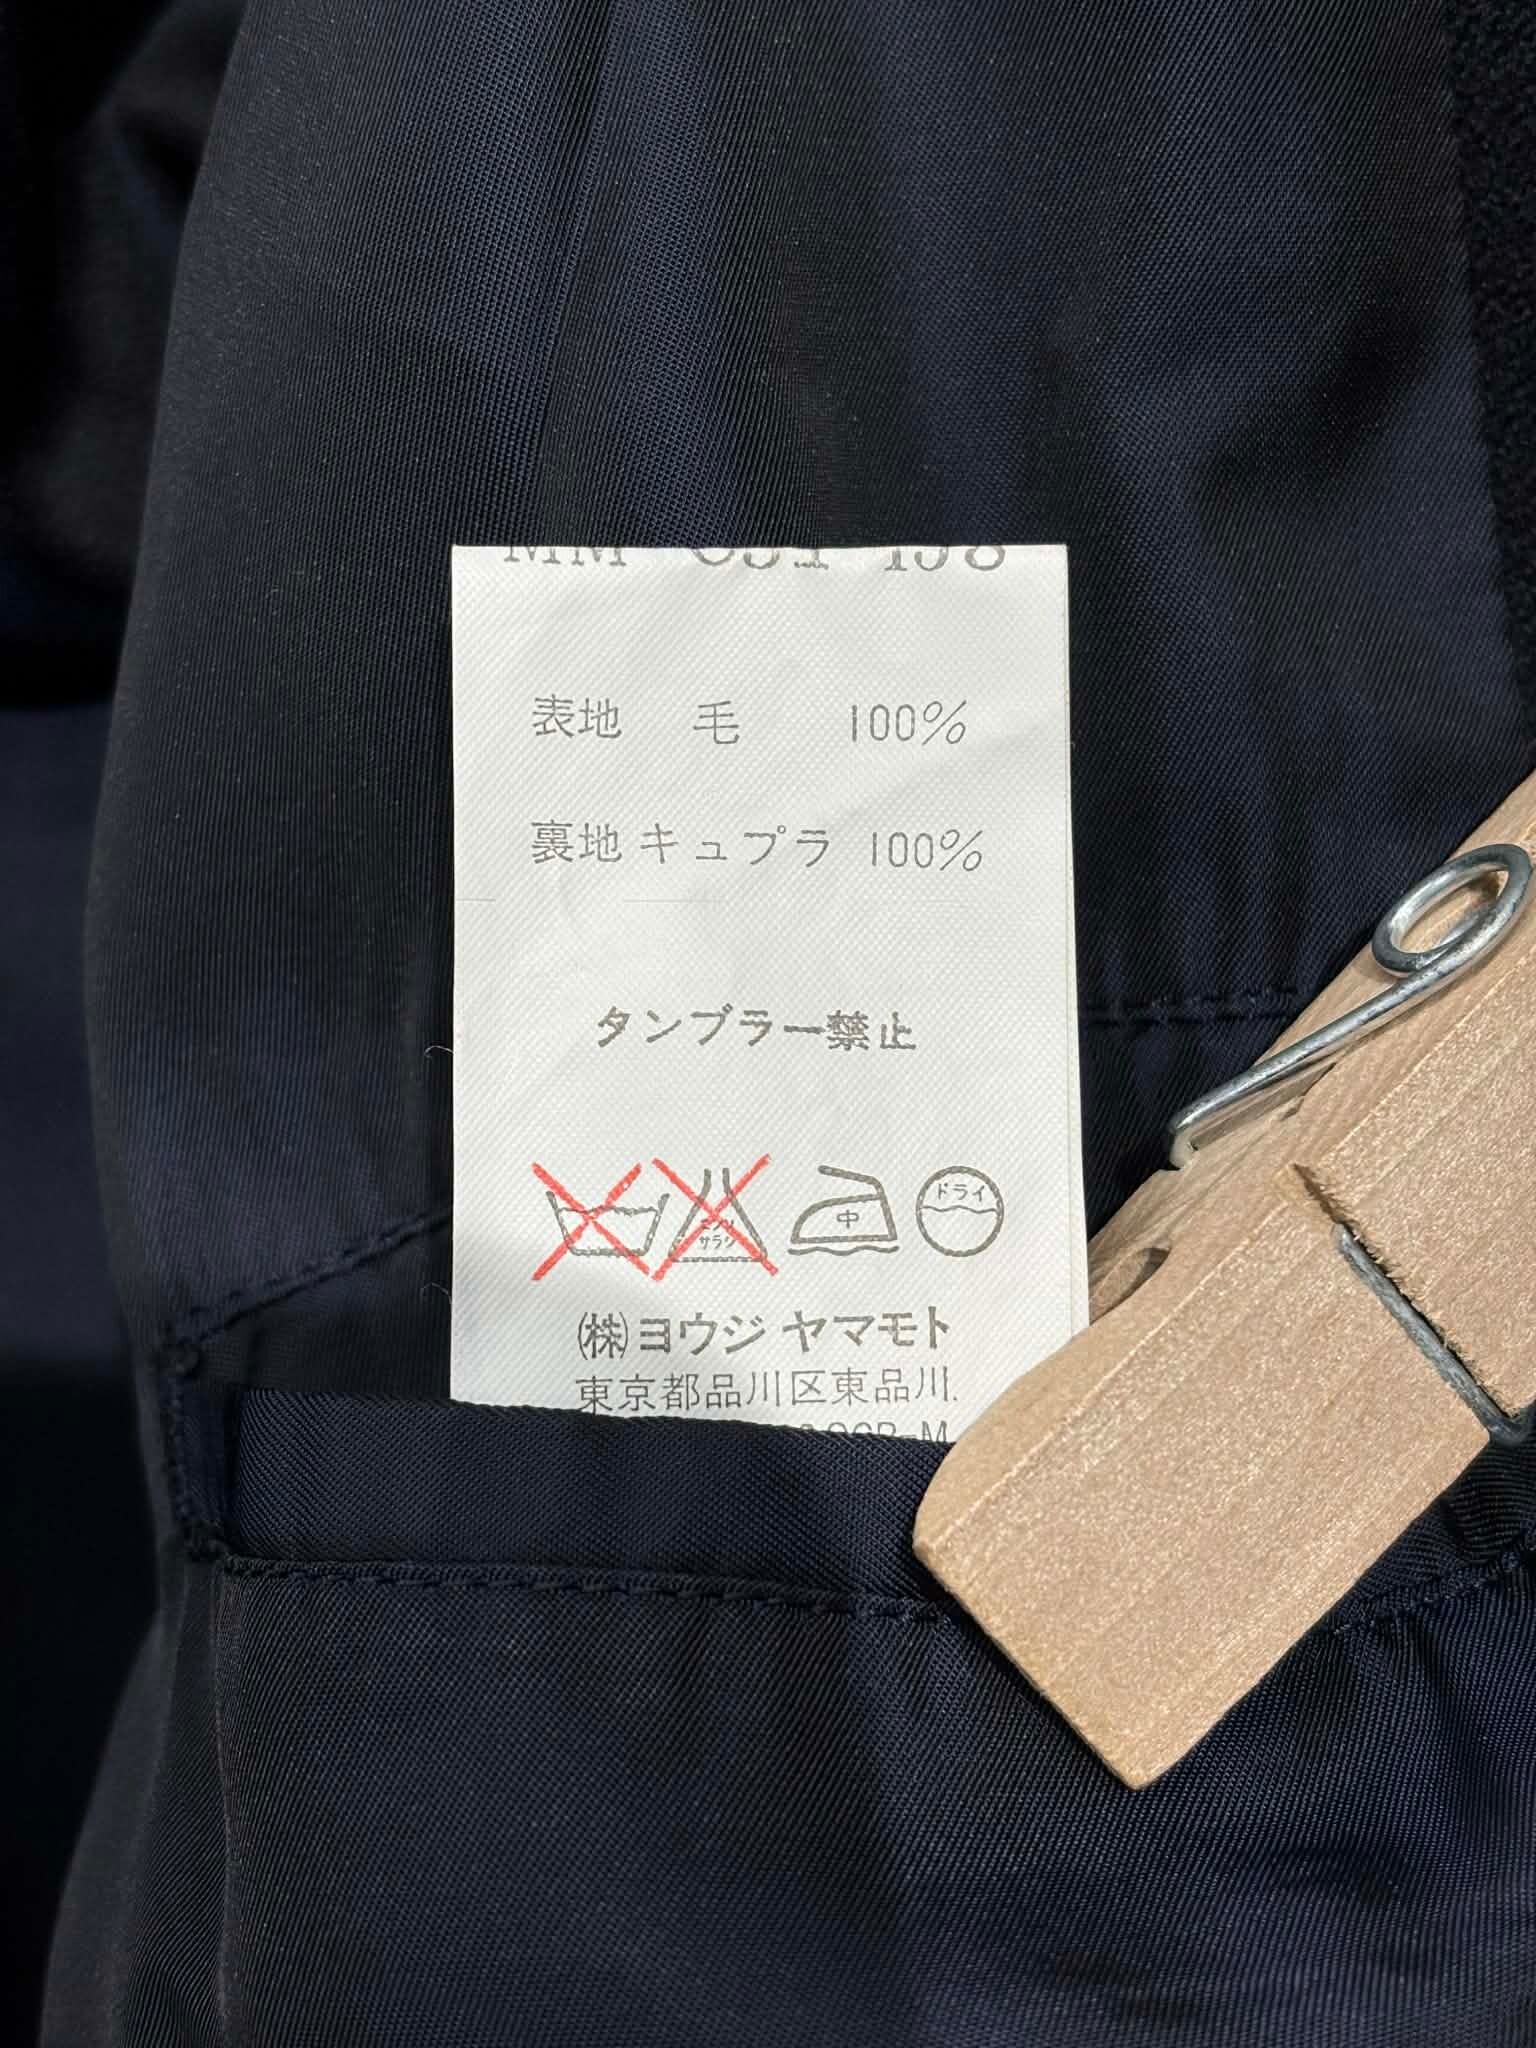 表地 毛 100%
裏地 キュプラ 100%
タンブラー禁止
中 ドライ
㈱ヨウジ ヤマモト
東京都品川区東品川.